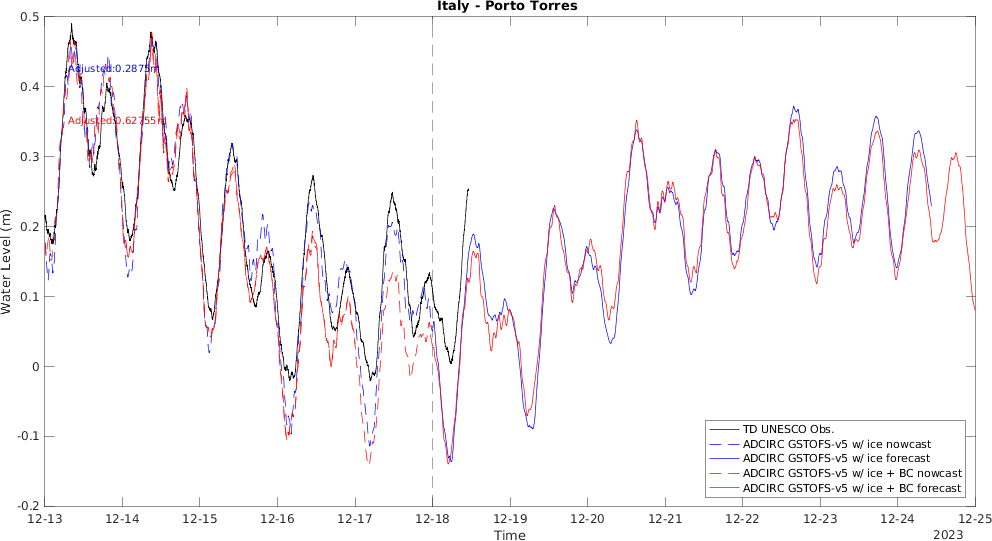 Italy - Porto Torres
Water Level (m)
0.5
0.4
0.3
0.2
0.1
0
-0.1
-0.2
Adjusted:0.2875m
Adjusted:0.62755m
TD UNESCO Obs.
ADCIRC GSTOFS-v5 w/ ice nowcast
ADCIRC GSTOFS-v5 w/ ice forecast
ADCIRC GSTOFS-v5 w/ ice + BC nowcast
ADCIRC GSTOFS-v5 w/ ice + BC forecast
12-13 12-14 12-15 12-16 12-17 12-18 12-19 12-20 12-21 12-22 12-23 12-24 12-25
Time
2023